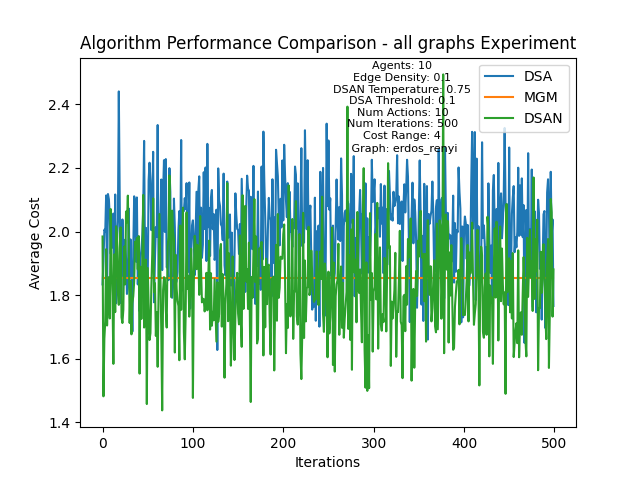 Algorithm Performance Comparison - all graphs Experiment
Agents: 10
Edge Density: 0.1
DSAN Temperature: 0.75
DSA Threshold: 0.1
Num Actions: 10
Num Iterations: 500
Cost Range: 4
Graph: erdos_renyi
DSA
MGM
DSAN
Average Cost
2.4
2.2
2.0
1.8
1.6
1.4
0 100 200 300 400 500
Iterations